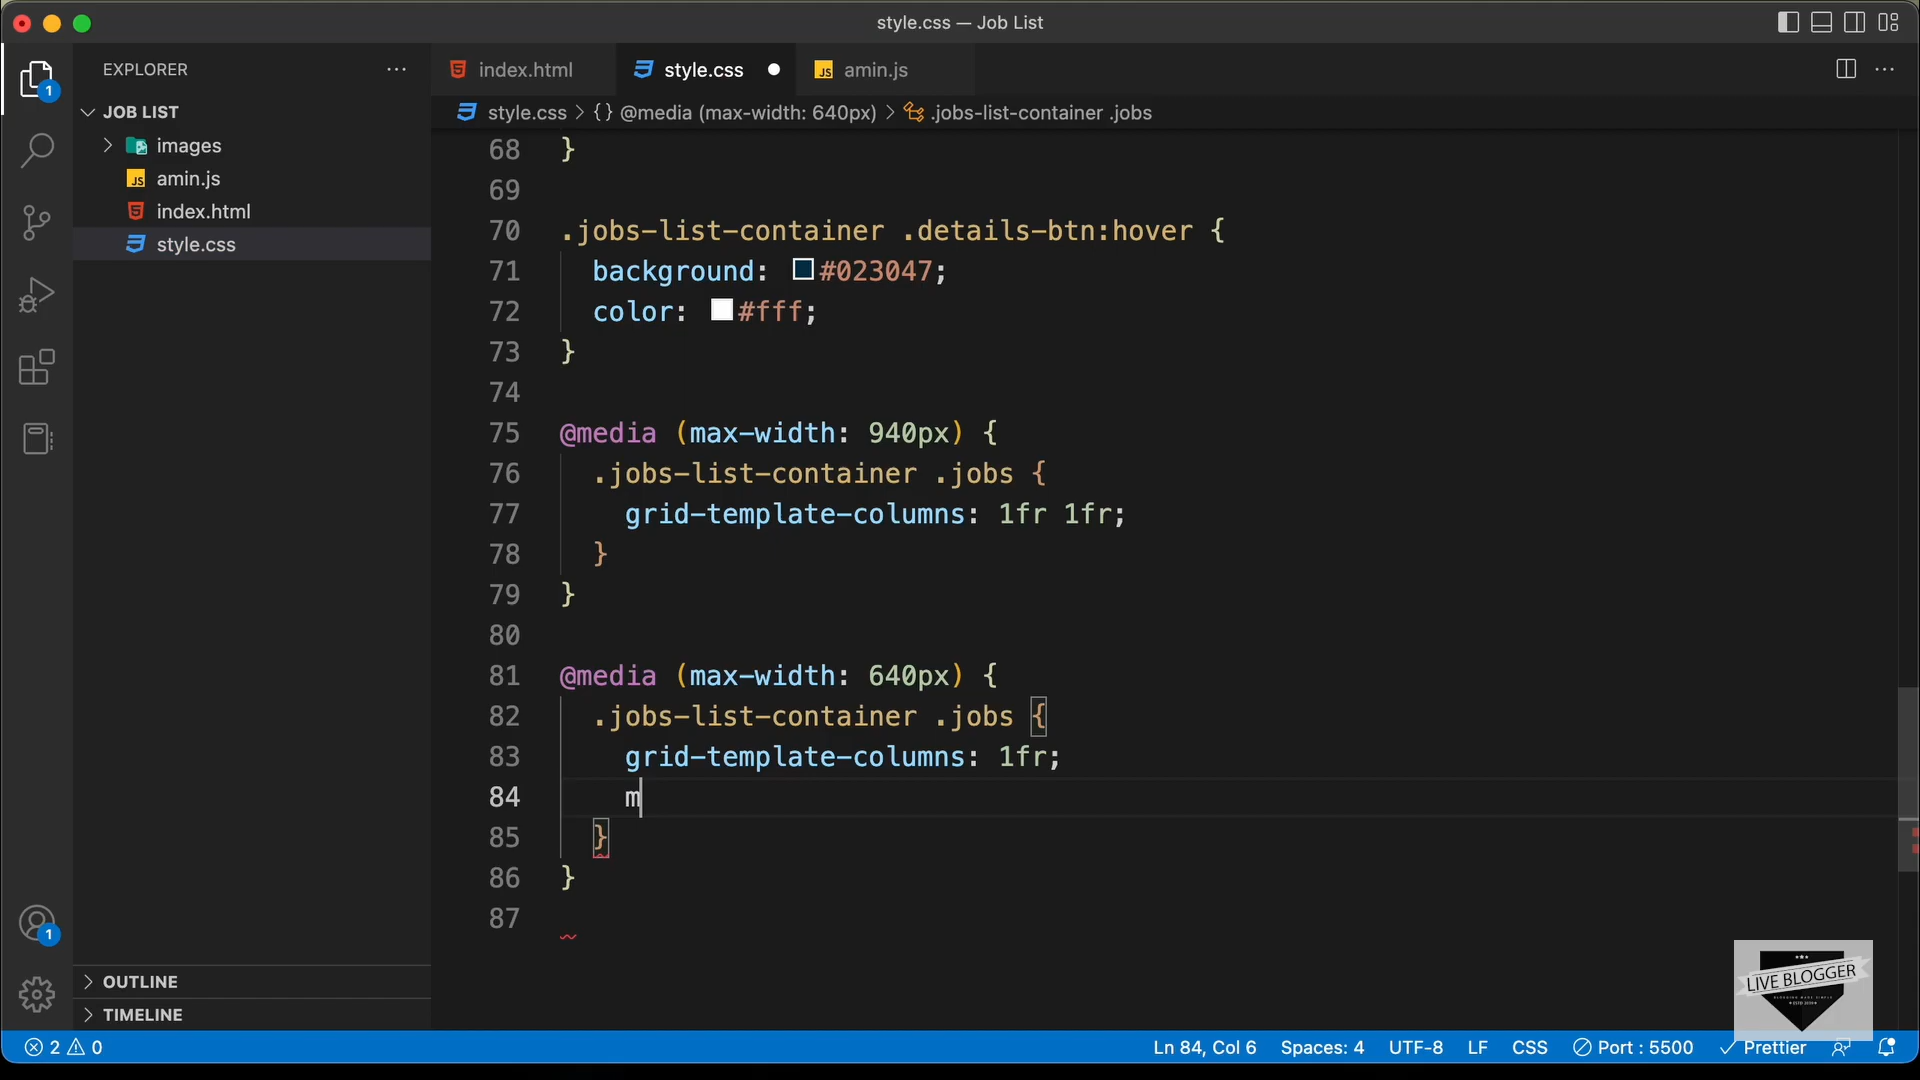 style.css — Job List
EXPLORER
JOB LIST
images
amin.js
index.html
style.css
index.html
style.css
amin.js
style.css > {} @media (max-width: 640px) > .jobs-list-container .jobs
68 }
69
70 .jobs-list-container .details-btn:hover {
71 background: #023047;
72 color: #fff;
73 }
74
75 @media (max-width: 940px) {
76 .jobs-list-container .jobs {
77 grid-template-columns: 1fr 1fr;
78 }
79 }
80
81 @media (max-width: 640px) {
82 .jobs-list-container .jobs {
83 grid-template-columns: 1fr;
84 m
85 }
86 }
87
1
1
OUTLINE
TIMELINE
LIVE BLOGGER
2 0
Ln 84, Col 6 Spaces: 4 UTF-8 LF CSS Port : 5500 Prettier